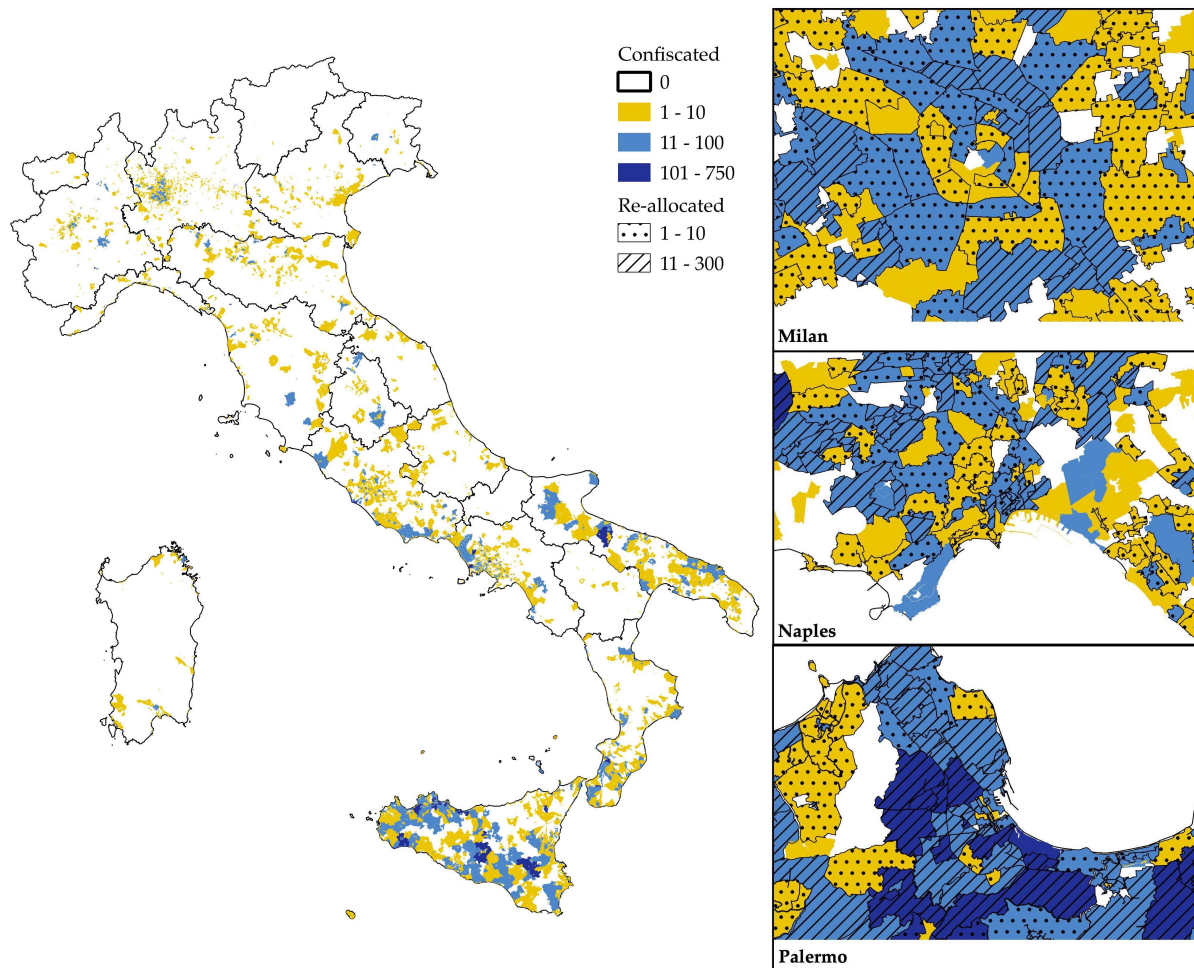 Confiscated
0
1 - 10
11 - 100
101 - 750
Re-allocated
1 - 10
11 - 300
Milan
Naples
Palermo